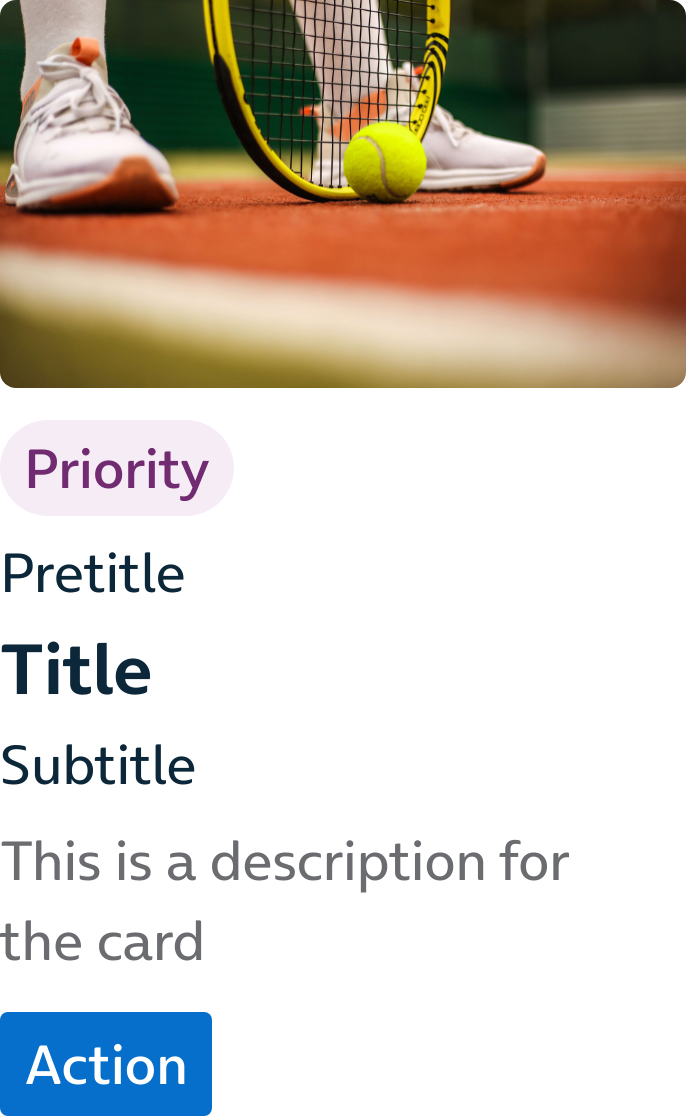 Priority
Pretitle
Title
Subtitle
This is a description for
the card
Action